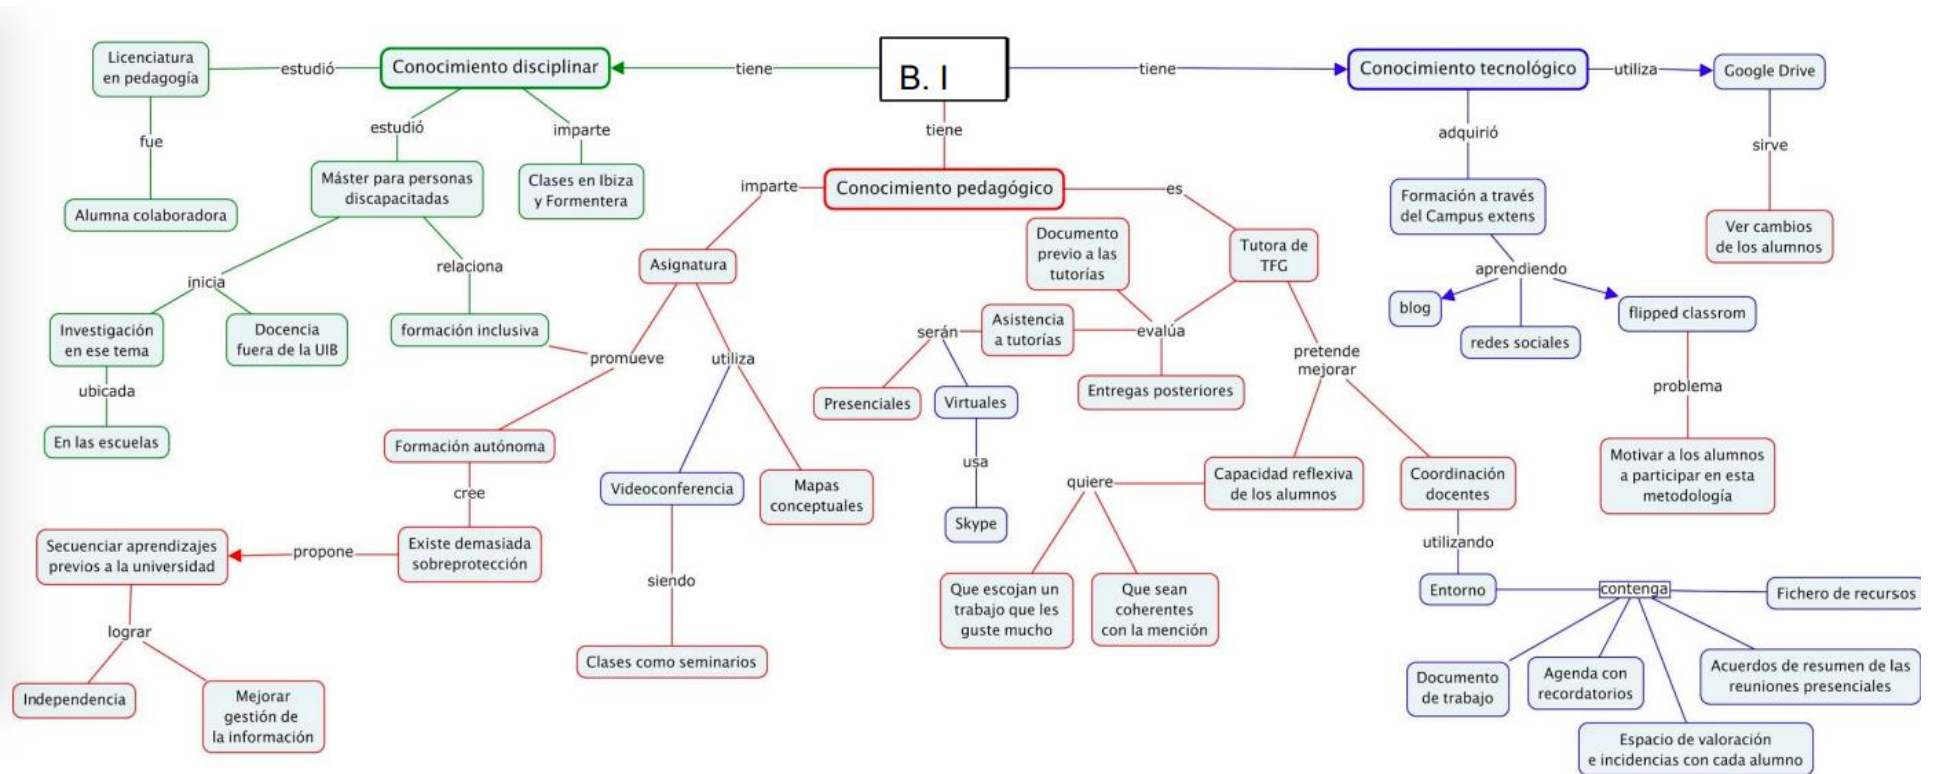 B. I
tiene
Conocimiento disciplinar
estudió
Licenciatura
en pedagogía
fue
Alumna colaboradora
estudió
Máster para personas
discapacitadas
imparte
Clases en Ibiza
y Formentera
inicia
Investigación
en ese tema
ubicada
En las escuelas
Docencia
fuera de la UIB
relaciona
formación inclusiva
tiene
Conocimiento pedagógico
imparte
Asignatura
promueve
Formación autónoma
cree
Existe demasiada
sobreprotección
propone
Secuenciar aprendizajes
previos a la universidad
lograr
Independencia
Mejorar
gestión de
la información
utiliza
Videoconferencia
siendo
Clases como seminarios
Mapas
conceptuales
es
Tutora de
TFG
evalúa
Documento
previo a las
tutorías
Asistencia
a tutorías
serán
Presenciales
Virtuales
usa
Skype
Entregas posteriores
pretende
mejorar
Capacidad reflexiva
de los alumnos
quiere
Que escojan un
trabajo que les
guste mucho
Que sean
coherentes
con la mención
Coordinación
docentes
utilizando
Entorno
contenga
Documento
de trabajo
Agenda con
recordatorios
Espacio de valoración
e incidencias con cada alumno
Acuerdos de resumen de las
reuniones presenciales
Fichero de recursos
tiene
Conocimiento tecnológico
adquirió
Formación a través
del Campus extens
aprendiendo
blog
redes sociales
flipped classrom
problema
Motivar a los alumnos
a participar en esta
metodología
utiliza
Google Drive
sirve
Ver cambios
de los alumnos